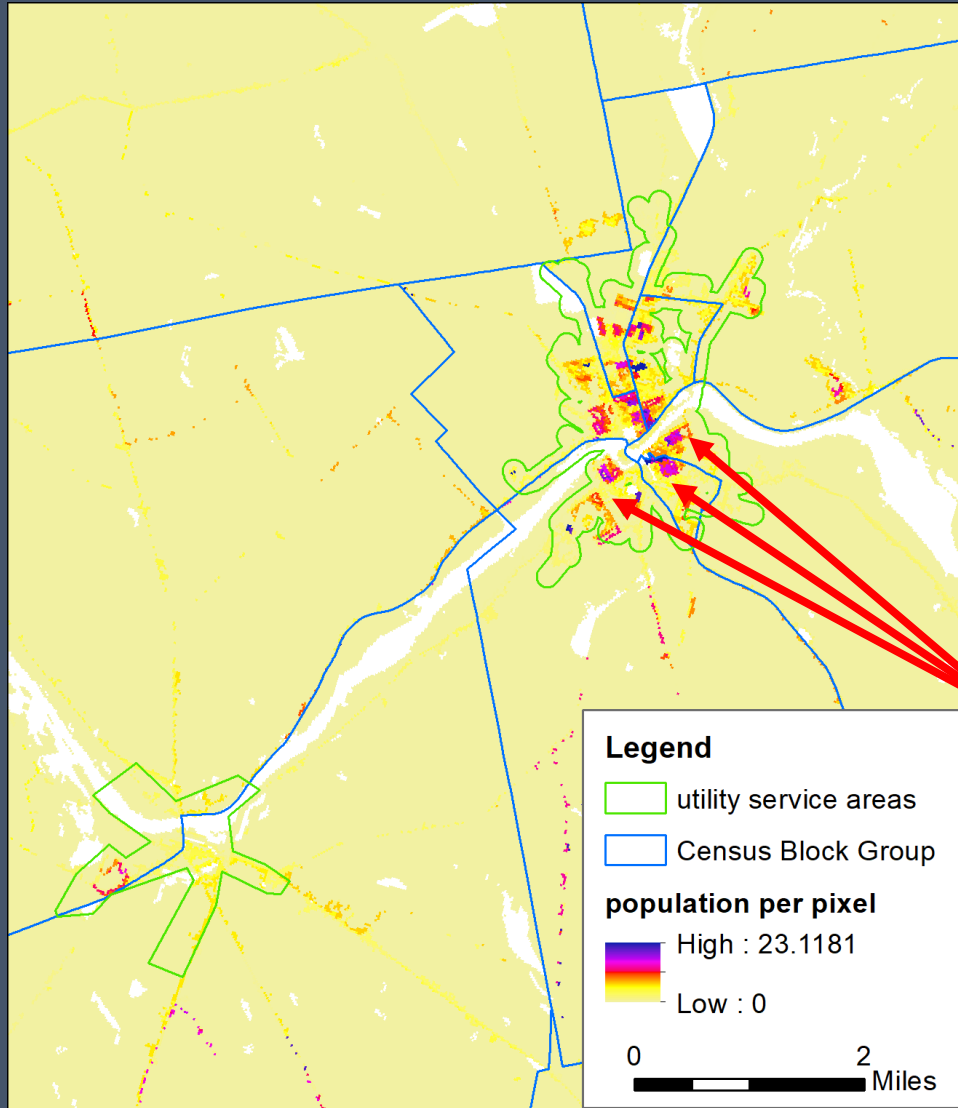 Legend
utility service areas
Census Block Group
population per pixel
High : 23.1181
Low : 0
0 2
Miles